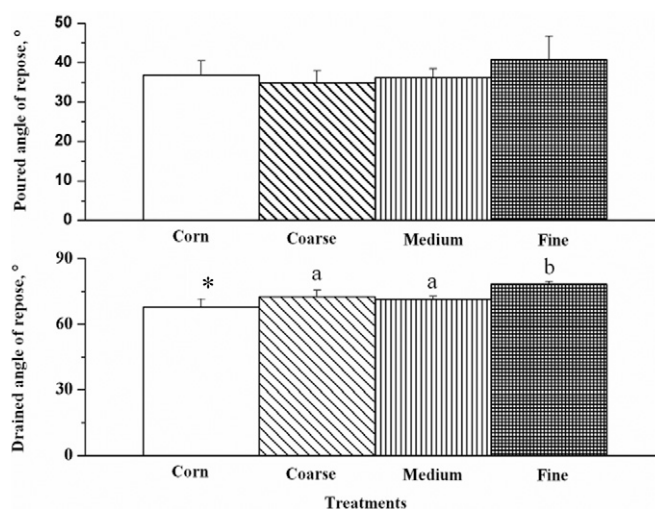 Poured angle of repose, °
50
40
30
20
10
0
Corn Coarse Medium Fine
Drained angle of repose, °
90
60
30
0
* a a b
Corn Coarse Medium Fine
Treatments